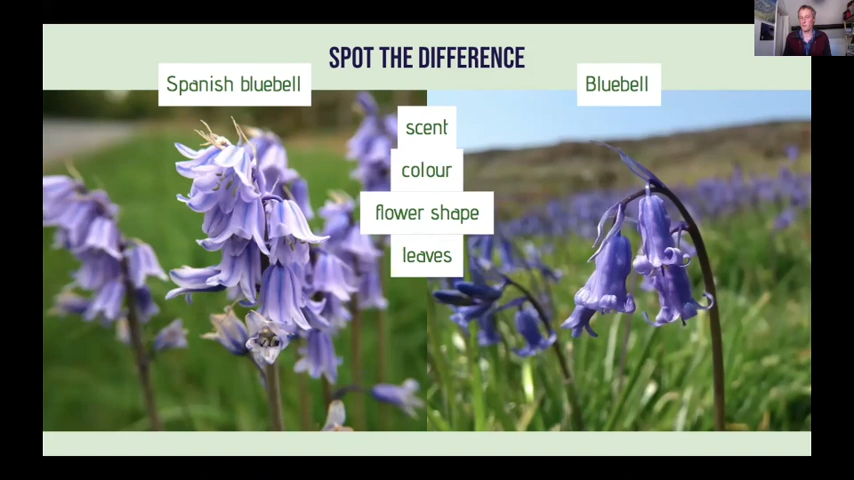 SPOT THE DIFFERENCE
Spanish bluebell
Bluebell
scent
colour
flower shape
leaves